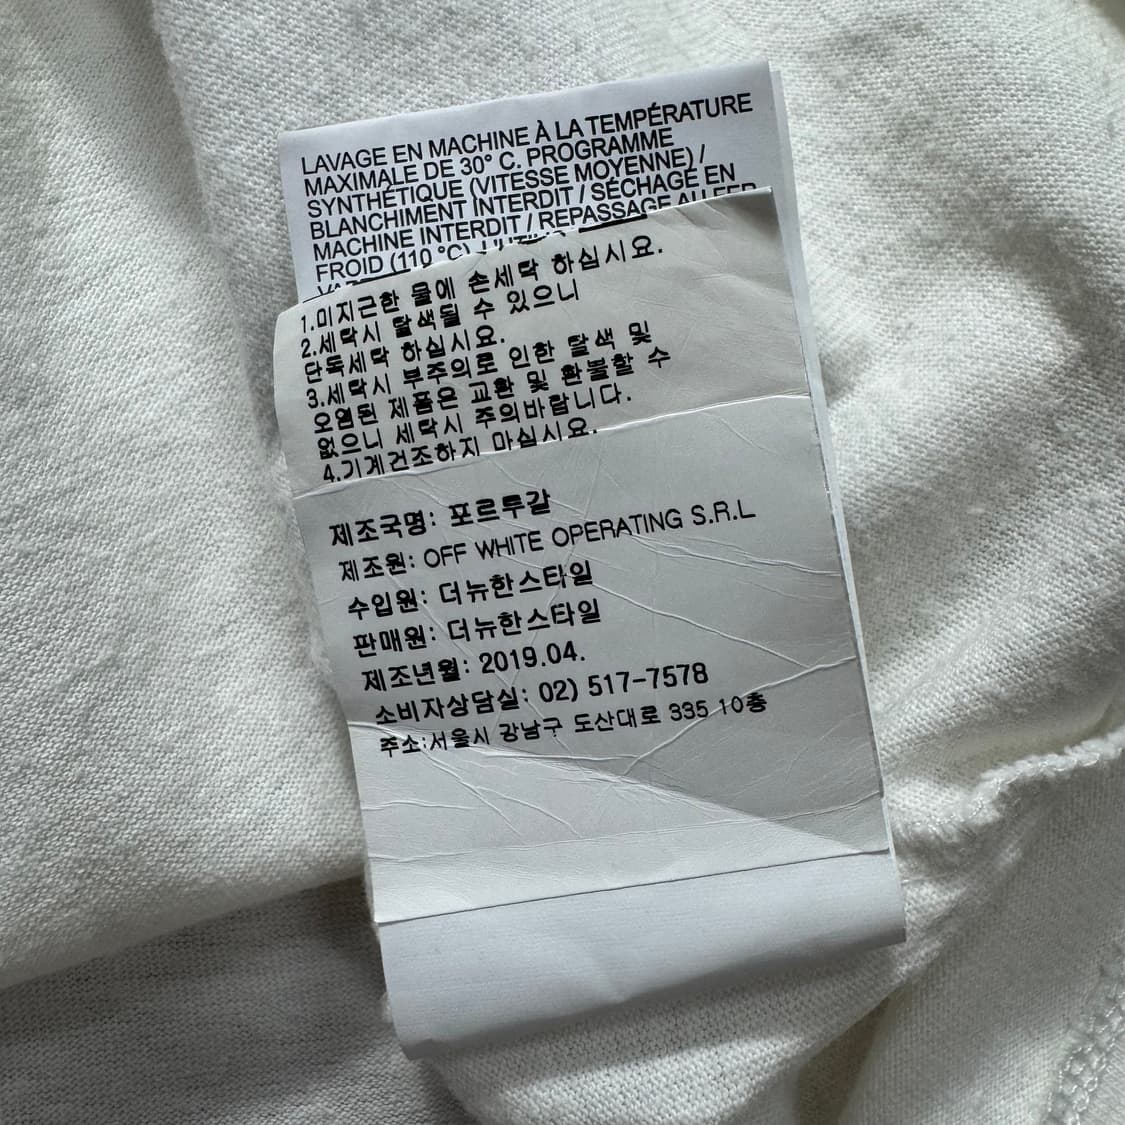 LAVAGE EN MACHINE À LA TEMPÉRATURE
MAXIMALE DE 30° C. PROGRAMME
SYNTHÉTIQUE (VITESSE MOYENNE) /
BLANCHIMENT INTERDIT / SÉCHAGE EN
MACHINE INTERDIT / REPASSAGE AU FER
FROID (110 °C)
1.미지근한 물에 손세탁 하십시요.
2.세탁시 탈색될 수 있으니
단독세탁 하십시요.
3.세탁시 부주의로 인한 탈색 및
오염된 제품은 교환 및 환불할 수
없으니 세탁시 주의바랍니다.
4.기계건조하지 마십시요.
제조국명: 포르투갈
제조원: OFF WHITE OPERATING S.R.L
수입원: 더뉴한스타일
판매원: 더뉴한스타일
제조년월: 2019.04.
소비자상담실: 02) 517-7578
주소:서울시 강남구 도산대로 335 10층